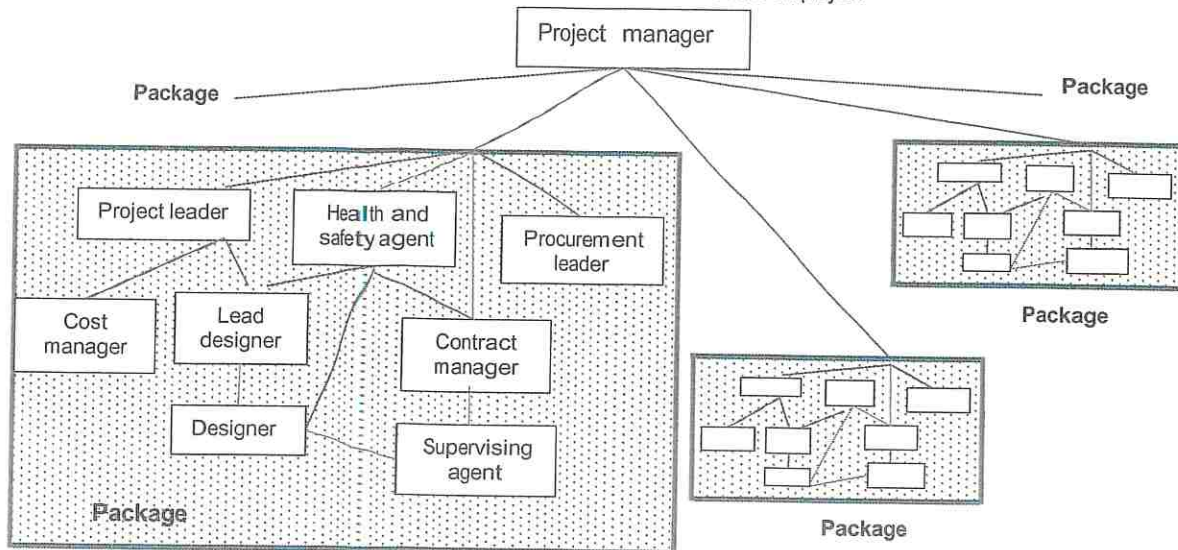 Project manager
Package
Package
Project leader
Health and
safety agent
Procurement
leader
Cost
manager
Lead
designer
Contract
manager
Package
Designer
Supervising
agent
Package
Package